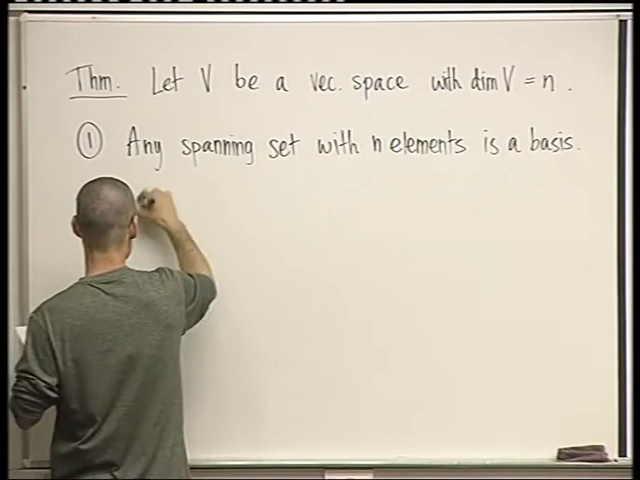 Thm. Let V be a vec. space with dim V = n.
① Any spanning set with n elements is a basis.